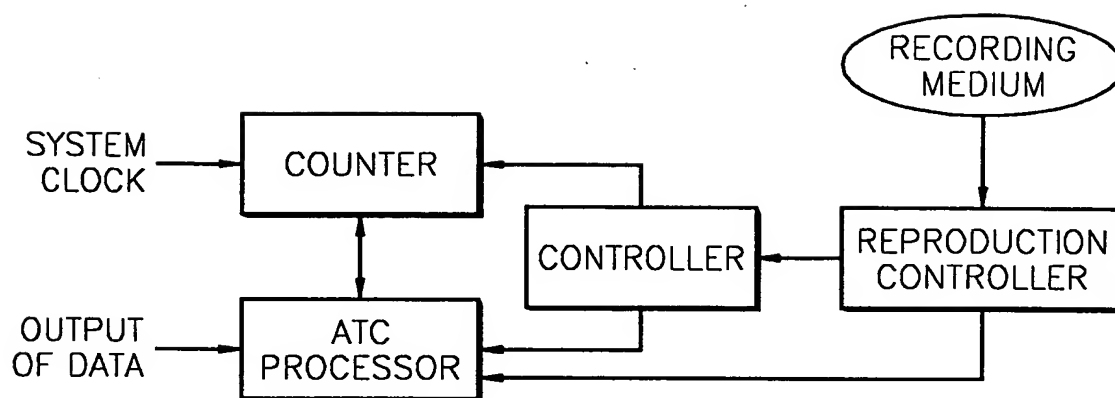 RECORDING
MEDIUM
SYSTEM
CLOCK
COUNTER
CONTROLLER
REPRODUCTION
CONTROLLER
OUTPUT
OF DATA
ATC
PROCESSOR